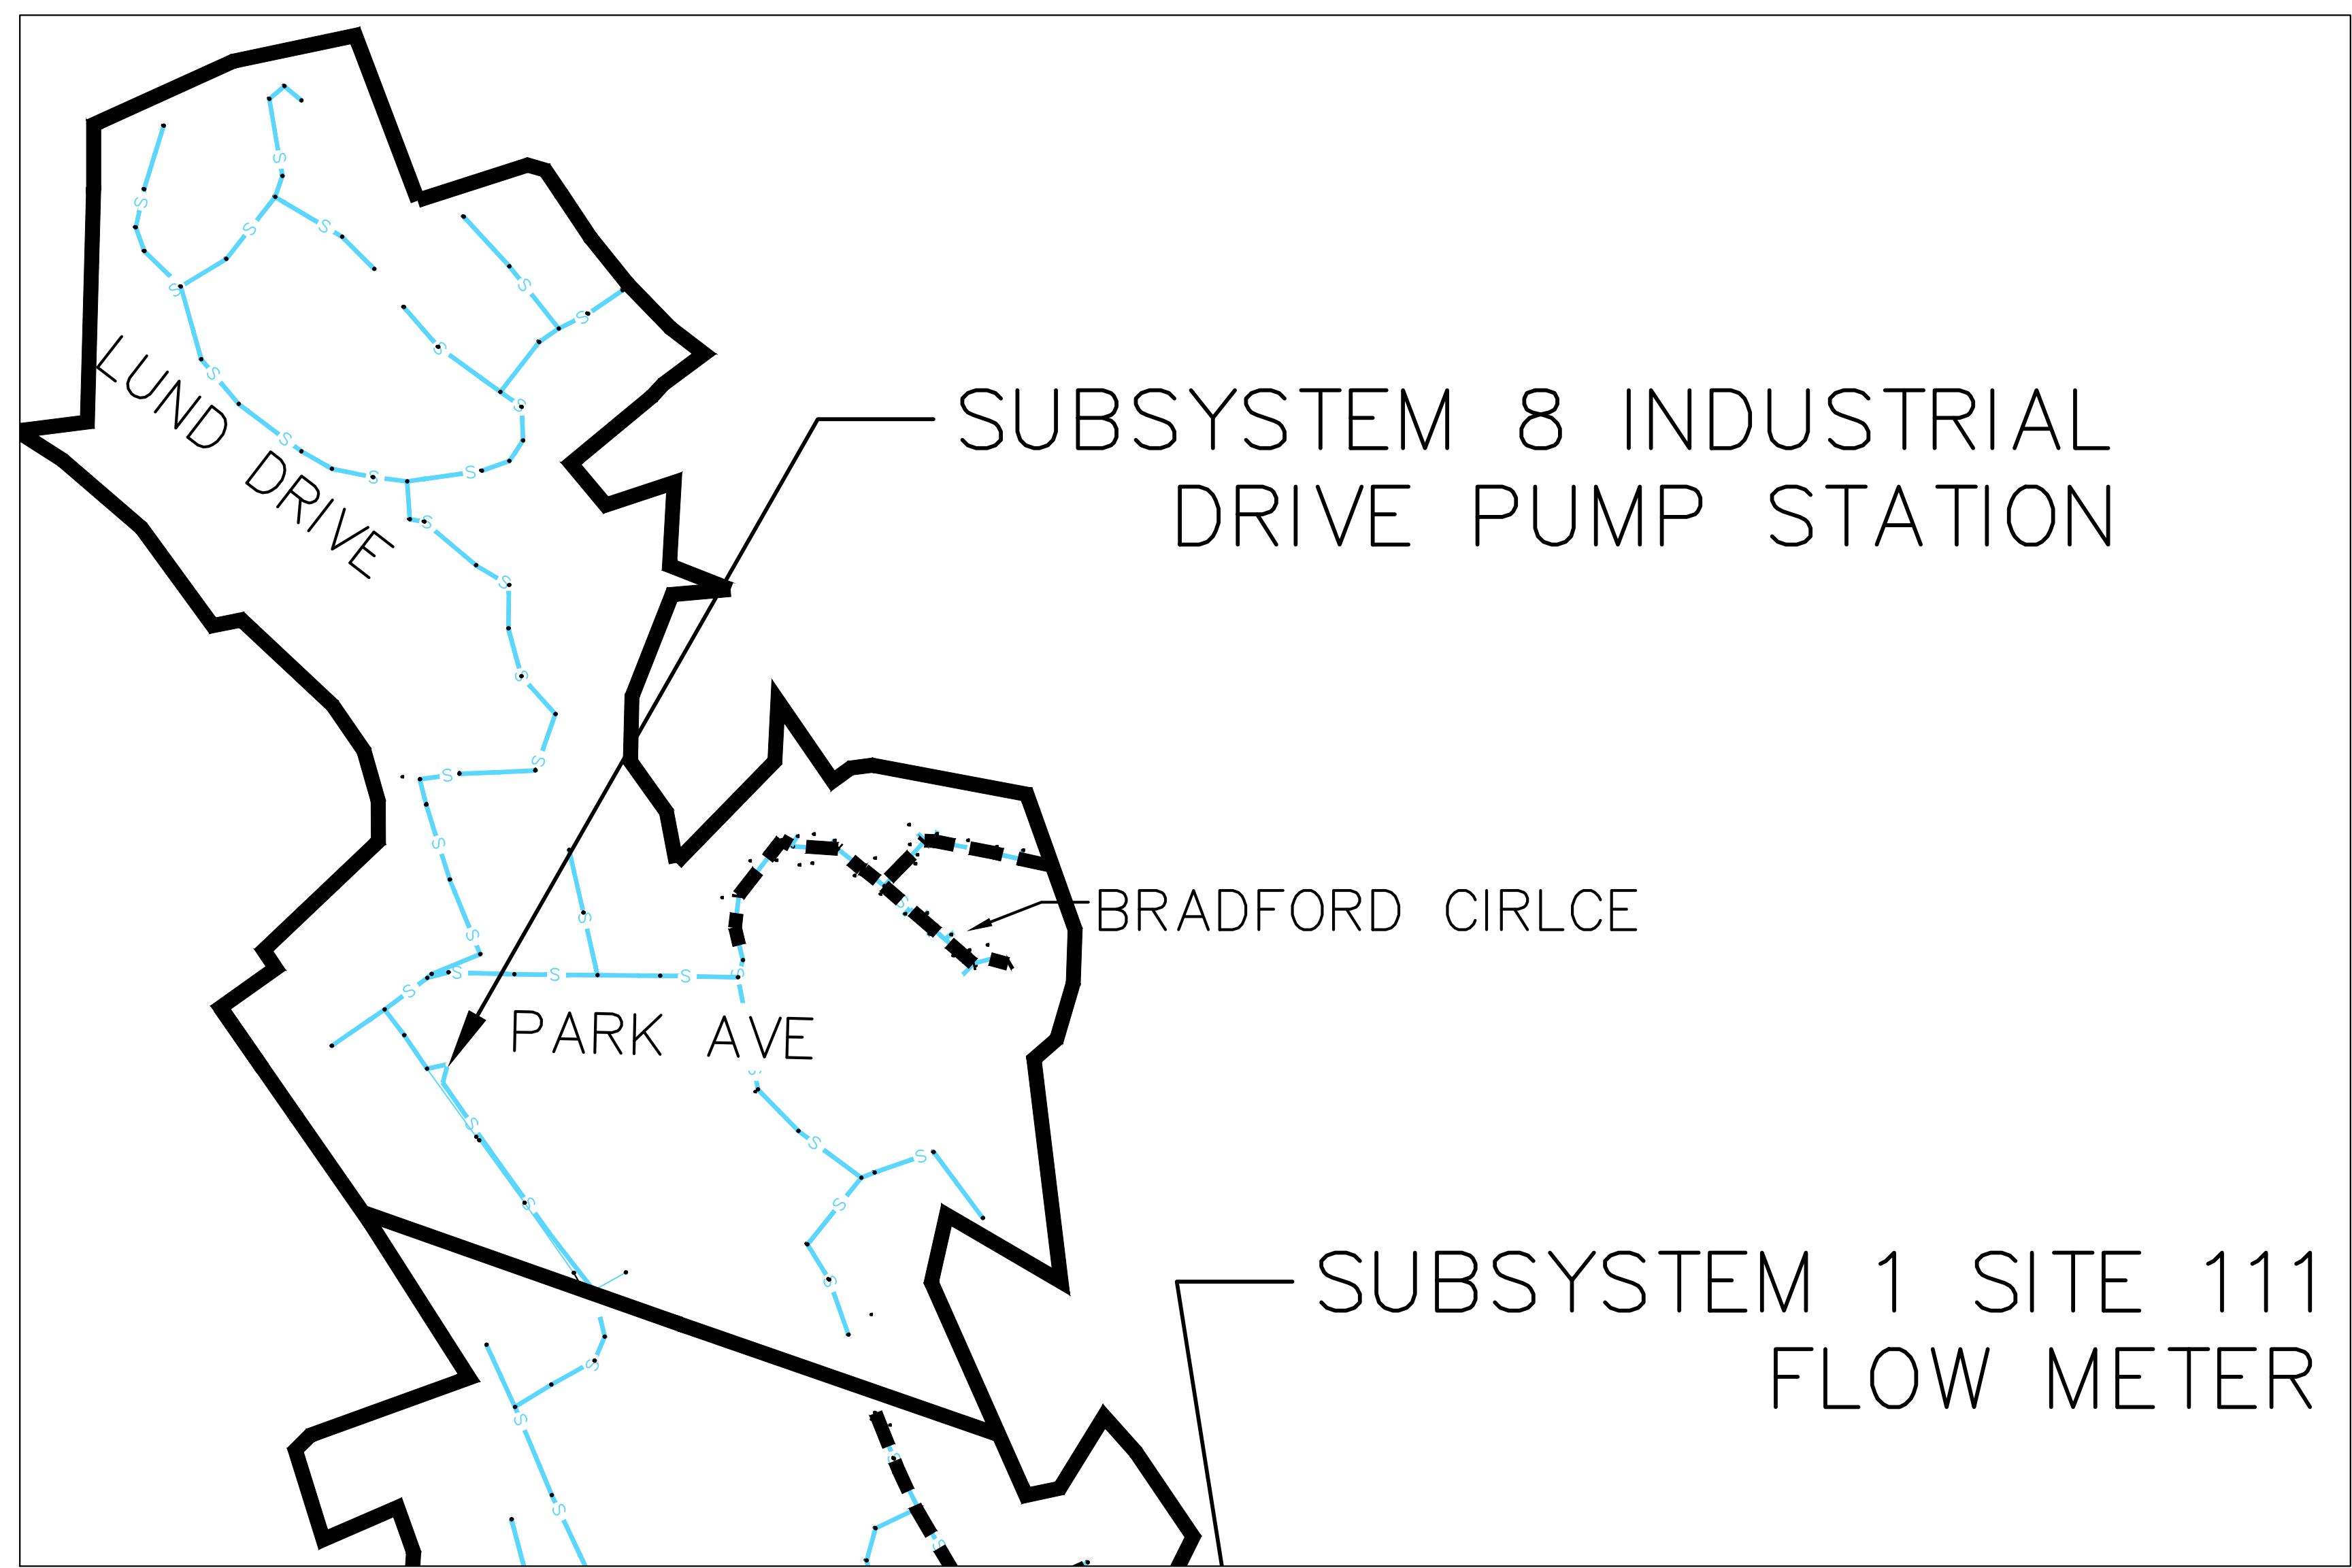 LUND DRIVE
SUBSYSTEM 8 INDUSTRIAL
DRIVE PUMP STATION
BRADFORD CIRLCE
PARK AVE
SUBSYSTEM 1 SITE 111
FLOW METER